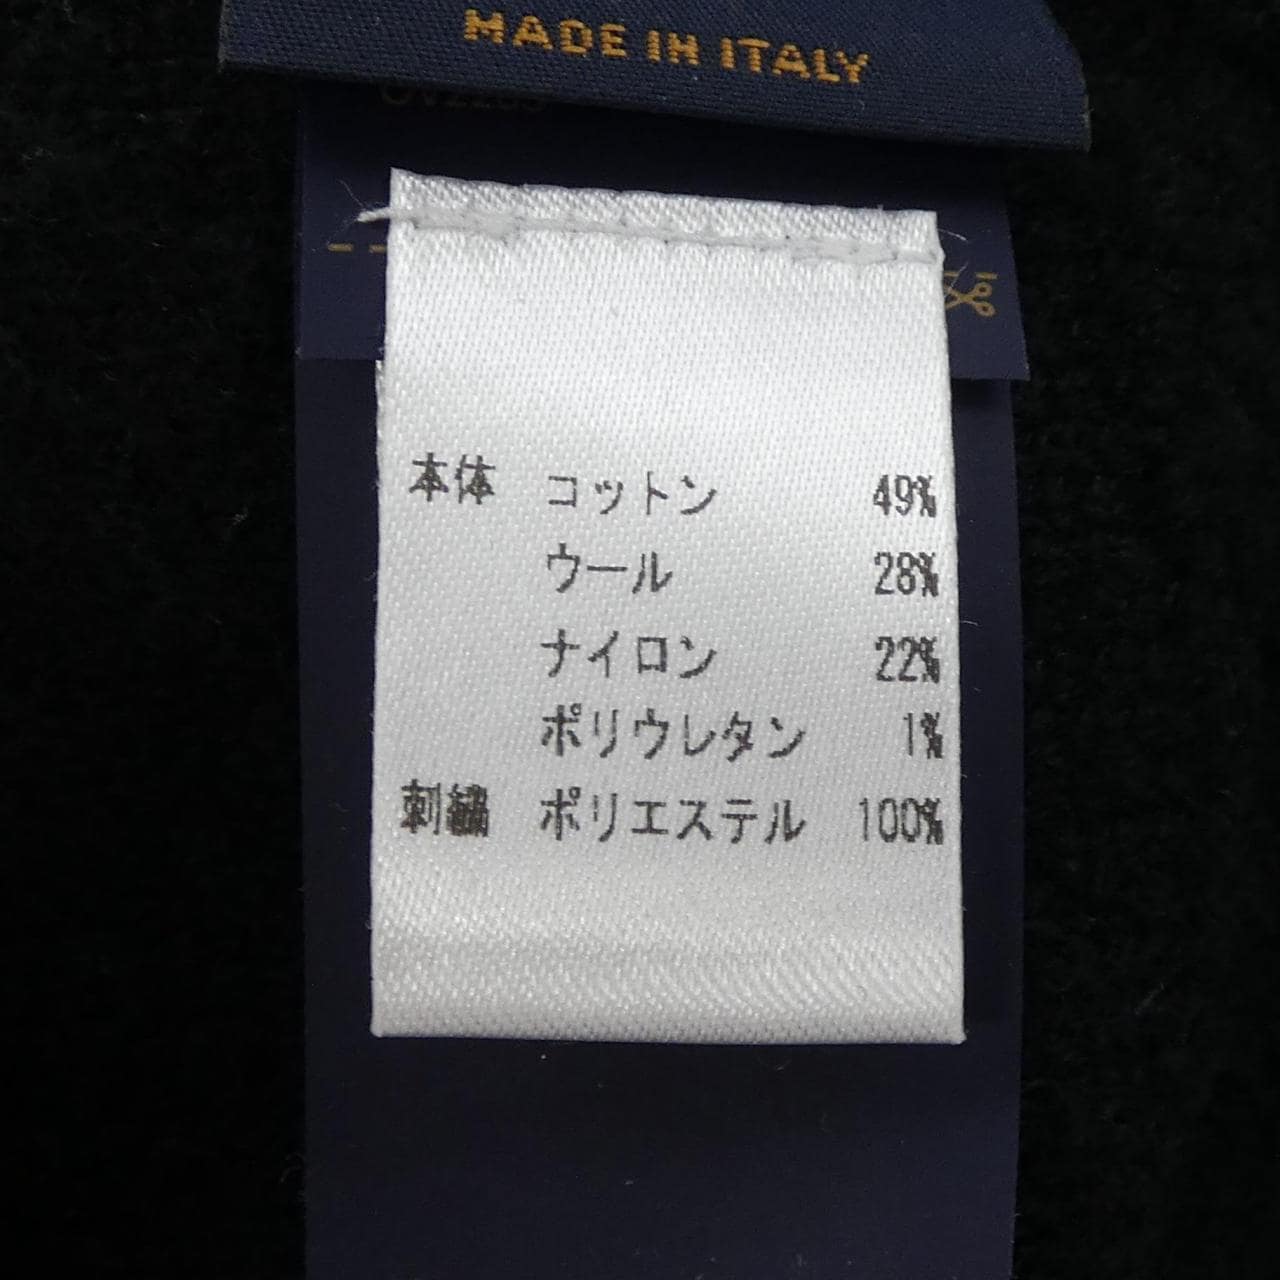 MADE IN ITALY
本体 コットン 49%
ウール 28%
ナイロン 22%
ポリウレタン 1%
刺繍 ポリエステル 100%